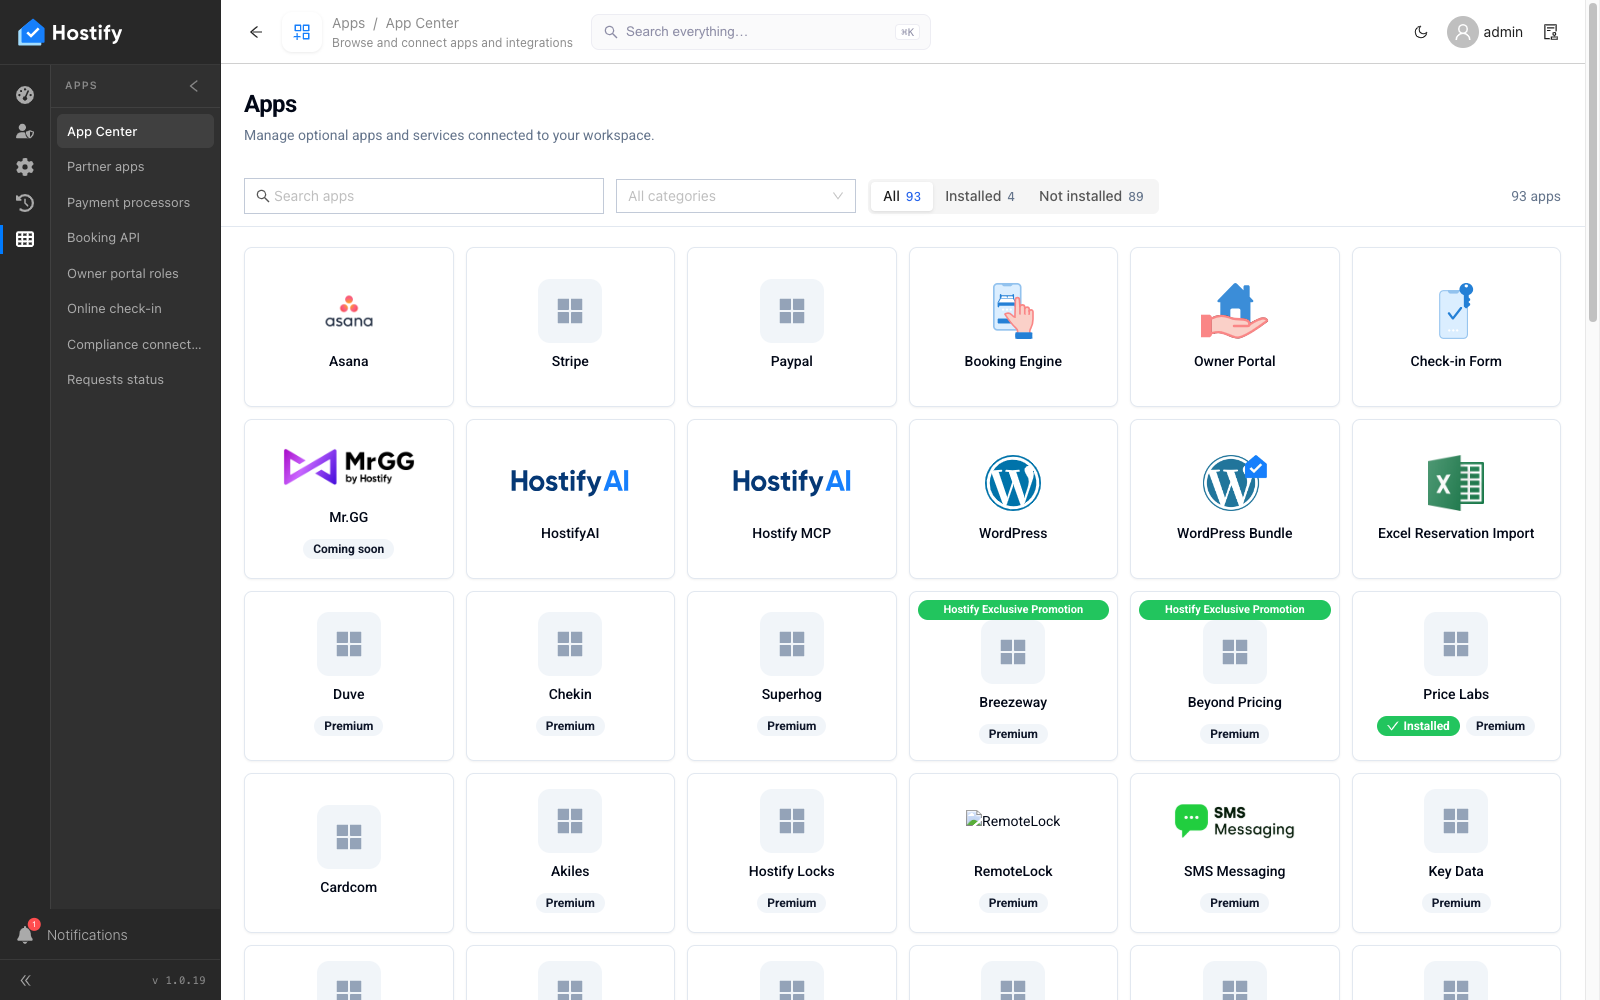 Hostify
Apps / App Center
Browse and connect apps and integrations
Search everything...
⌘K
admin
APPS
App Center
Partner apps
Payment processors
Booking API
Owner portal roles
Online check-in
Compliance connect...
Requests status
1
Notifications
v 1.0.19
Apps
Manage optional apps and services connected to your workspace.
Search apps
All categories
All 93
Installed 4
Not installed 89
93 apps
asana
Asana
Stripe
Paypal
Booking Engine
Owner Portal
Check-in Form
MrGG
by Hostify
Mr.GG
Coming soon
HostifyAI
HostifyAI
HostifyAI
Hostify MCP
WordPress
WordPress Bundle
Excel Reservation Import
Duve
Premium
Chekin
Premium
Superhog
Premium
Hostify Exclusive Promotion
Breezeway
Premium
Hostify Exclusive Promotion
Beyond Pricing
Premium
Price Labs
Installed
Premium
Cardcom
Akiles
Premium
Hostify Locks
Premium
RemoteLock
RemoteLock
Premium
SMS
Messaging
SMS Messaging
Premium
Key Data
Premium